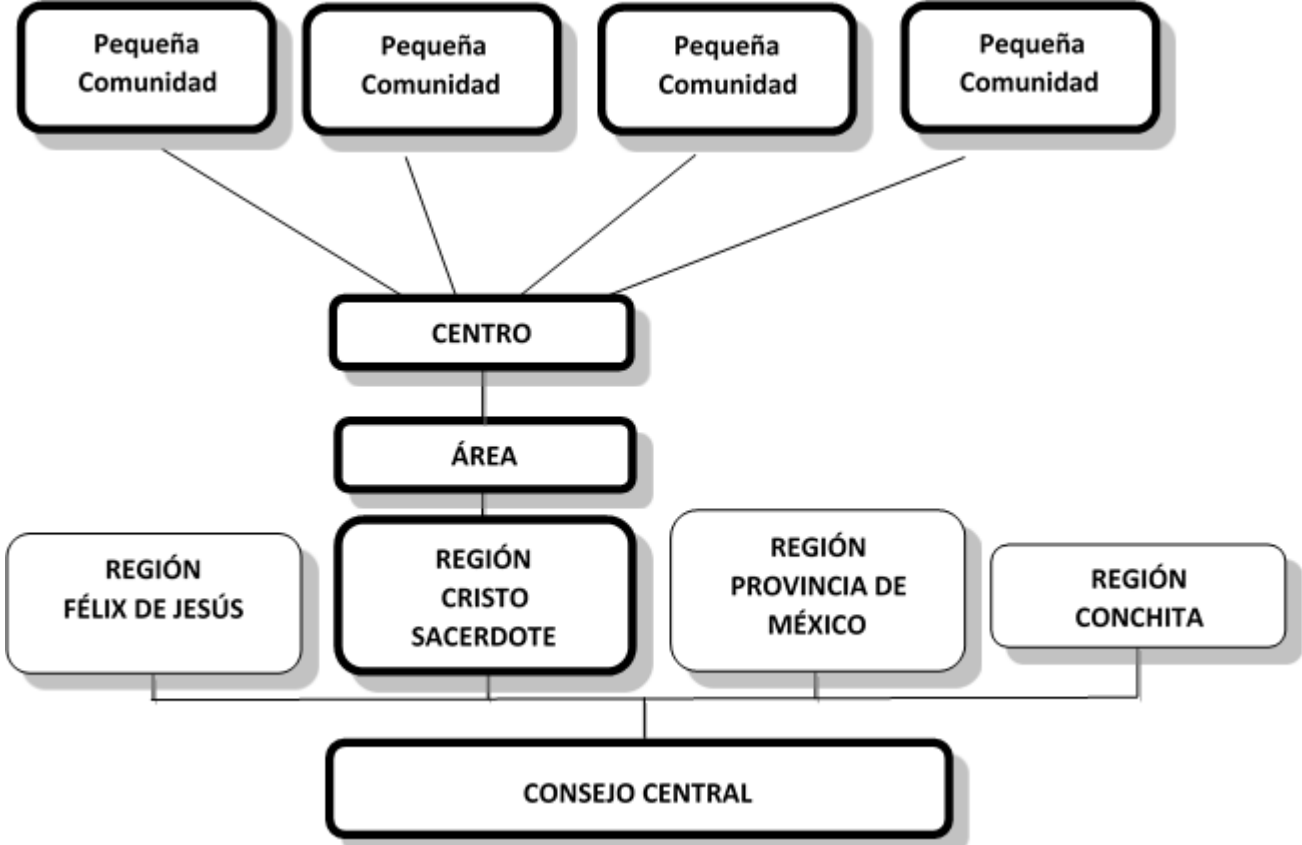 Pequeña
Comunidad
Pequeña
Comunidad
Pequeña
Comunidad
Pequeña
Comunidad
CENTRO
ÁREA
REGIÓN
FÉLIX DE JESÚS
REGIÓN
CRISTO
SACERDOTE
REGIÓN
PROVINCIA DE
MÉXICO
REGIÓN
CONCHITA
CONSEJO CENTRAL